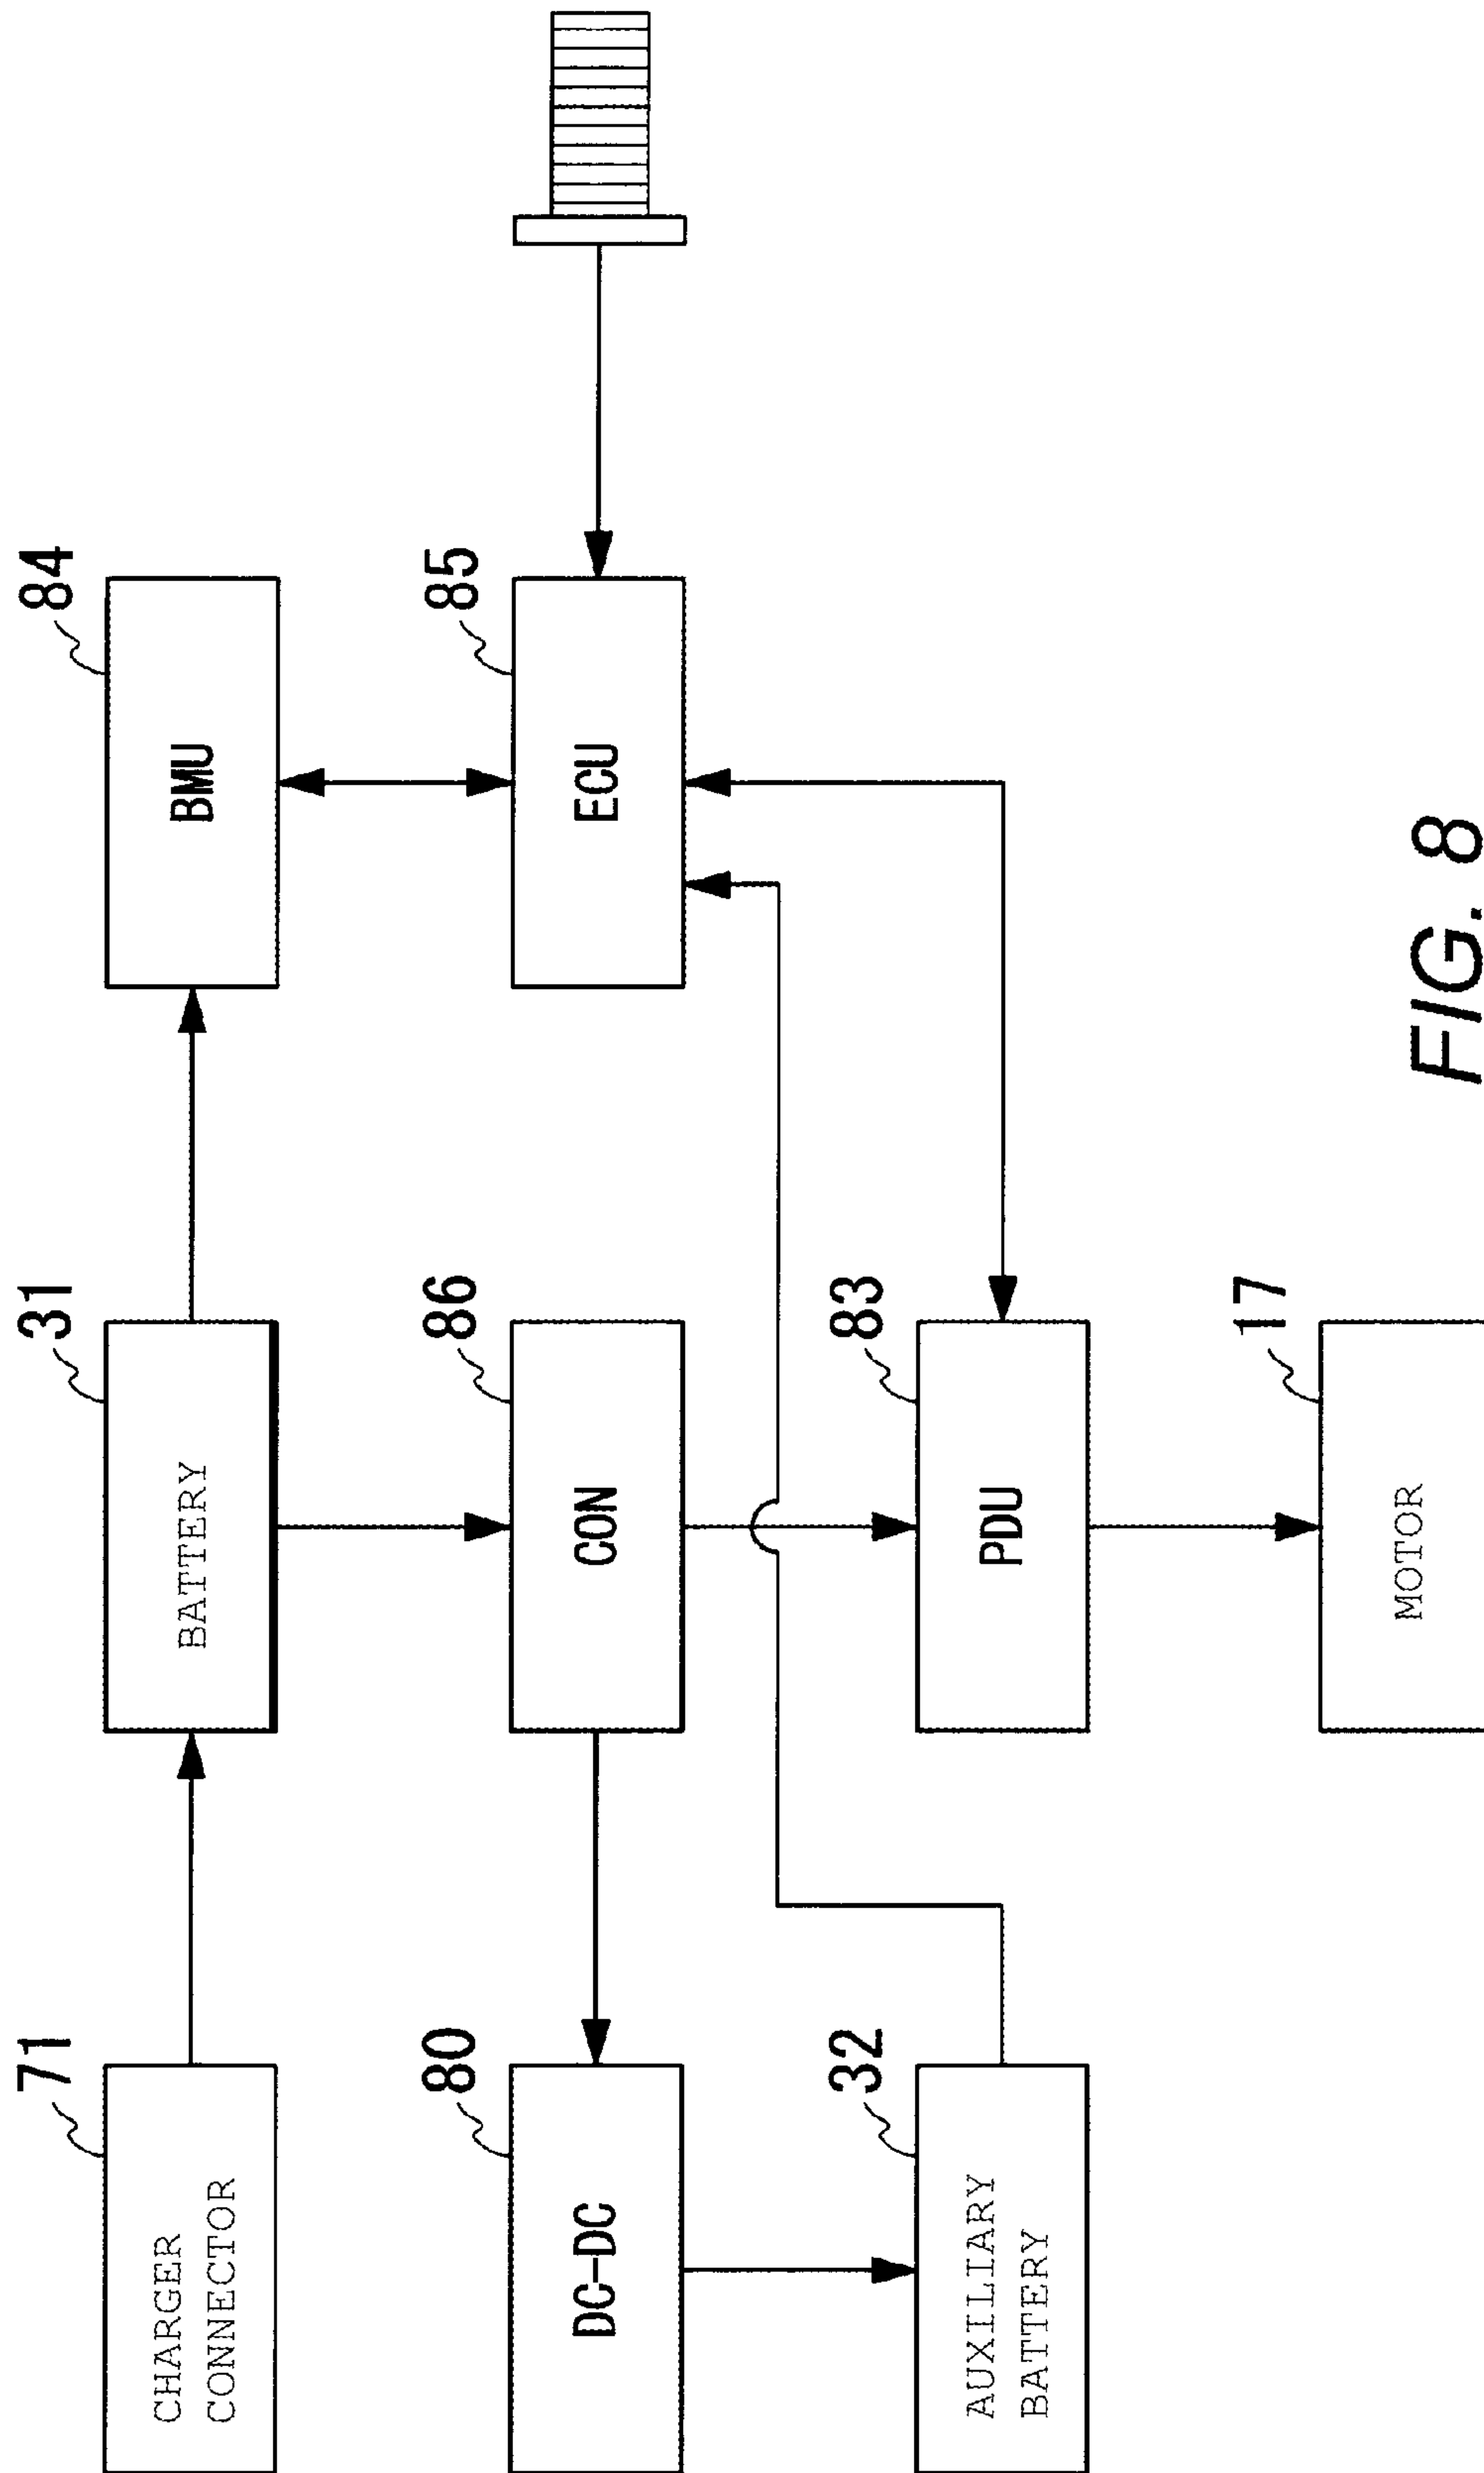 71
CHARGER
CONNECTOR
31
BATTERY
84
BMU
80
DC-DC
86
CON
85
ECU
32
AUXILIARY
BATTERY
83
PDU
17
MOTOR
FIG. 8